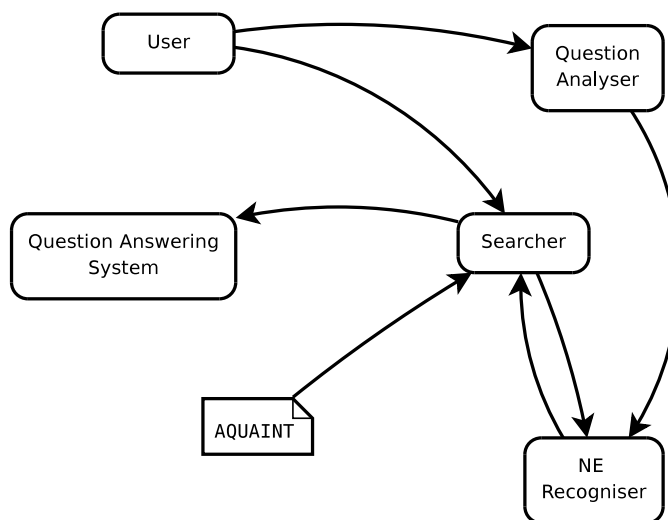 User
Question
Analyser
Question Answering
System
Searcher
AQUAINT
NE
Recogniser